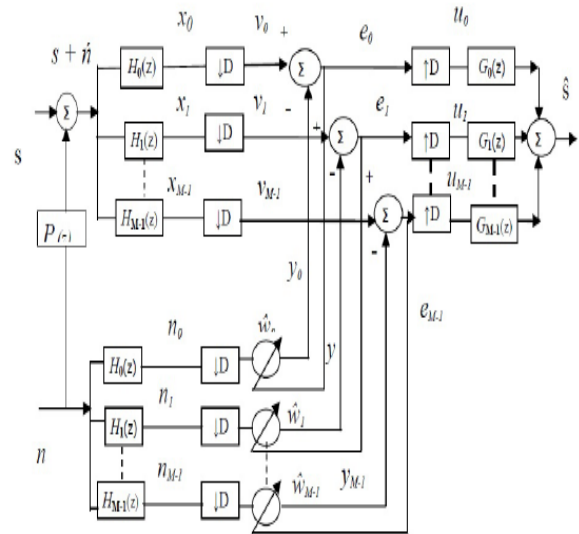 s + ń
x0 v0 + e0 u0
H0(z) ↓D Σ ↑D G0(z)
ŝ
x1 v1 - + e1 u1
Σ H1(z) ↓D Σ ↑D G1(z) Σ
s
xM-1 vM-1 - + uM-1
HM-1(z) ↓D Σ ↑D GM-1(z)
P(z)
y0 - eM-1
n0 ŵ0 y
H0(z) ↓D
n1
H1(z) ↓D ŵ1
n
nM-1 ŵM-1 yM-1
HM-1(z) ↓D